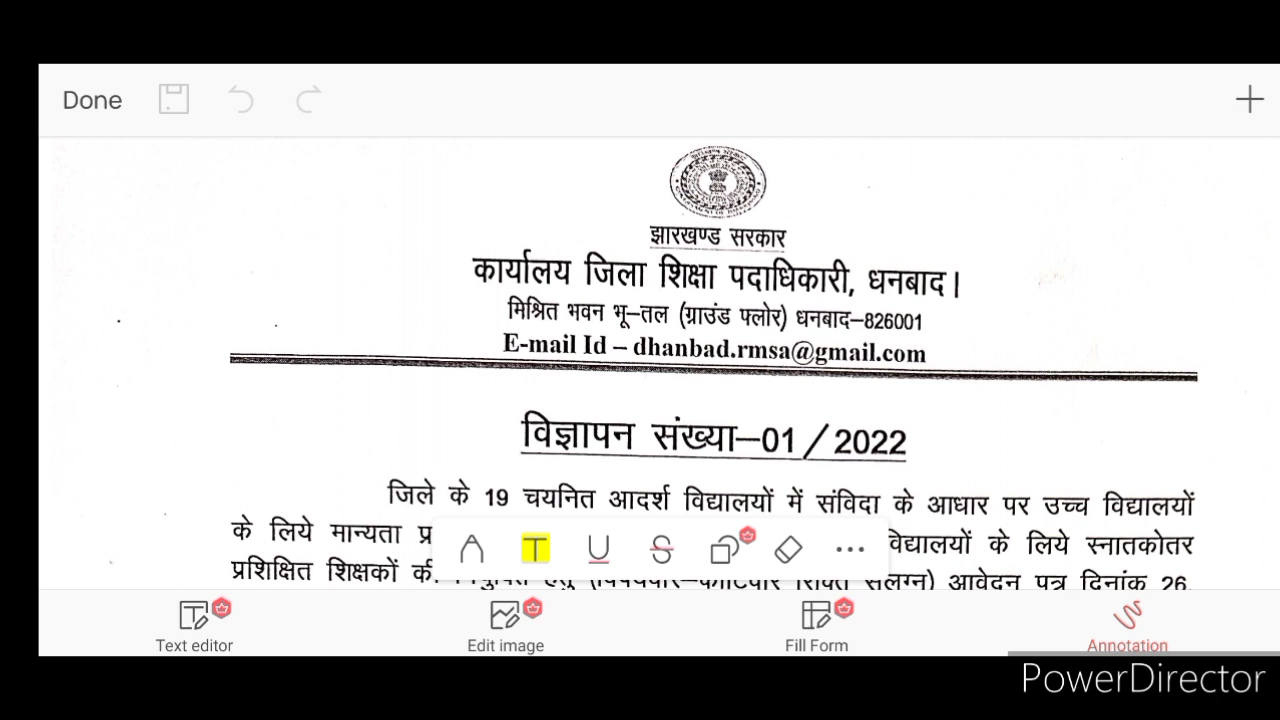 Done
झारखण्ड सरकार
कार्यालय जिला शिक्षा पदाधिकारी, धनबाद।
मिश्रित भवन भू–तल (ग्राउंड फ्लोर) धनबाद–826001
E-mail Id – dhanbad.rmsa@gmail.com
विज्ञापन संख्या–01/2022
जिले के 19 चयनित आदर्श विद्यालयों में संविदा के आधार पर उच्च विद्यालयों
के लिये मान्यता प्र विद्यालयों के लिये स्नातकोतर
प्रशिक्षित शिक्षकों की आवेदन पत्र दिनांक 26.
Text editor
Edit image
Fill Form
Annotation
PowerDirector